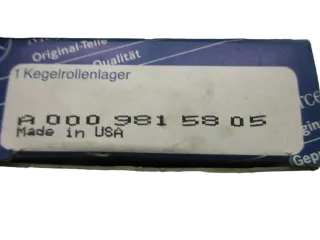 Original-Teile
Qualität
1 Kegelrollenlager
A 000 981 58 05
Made in USA